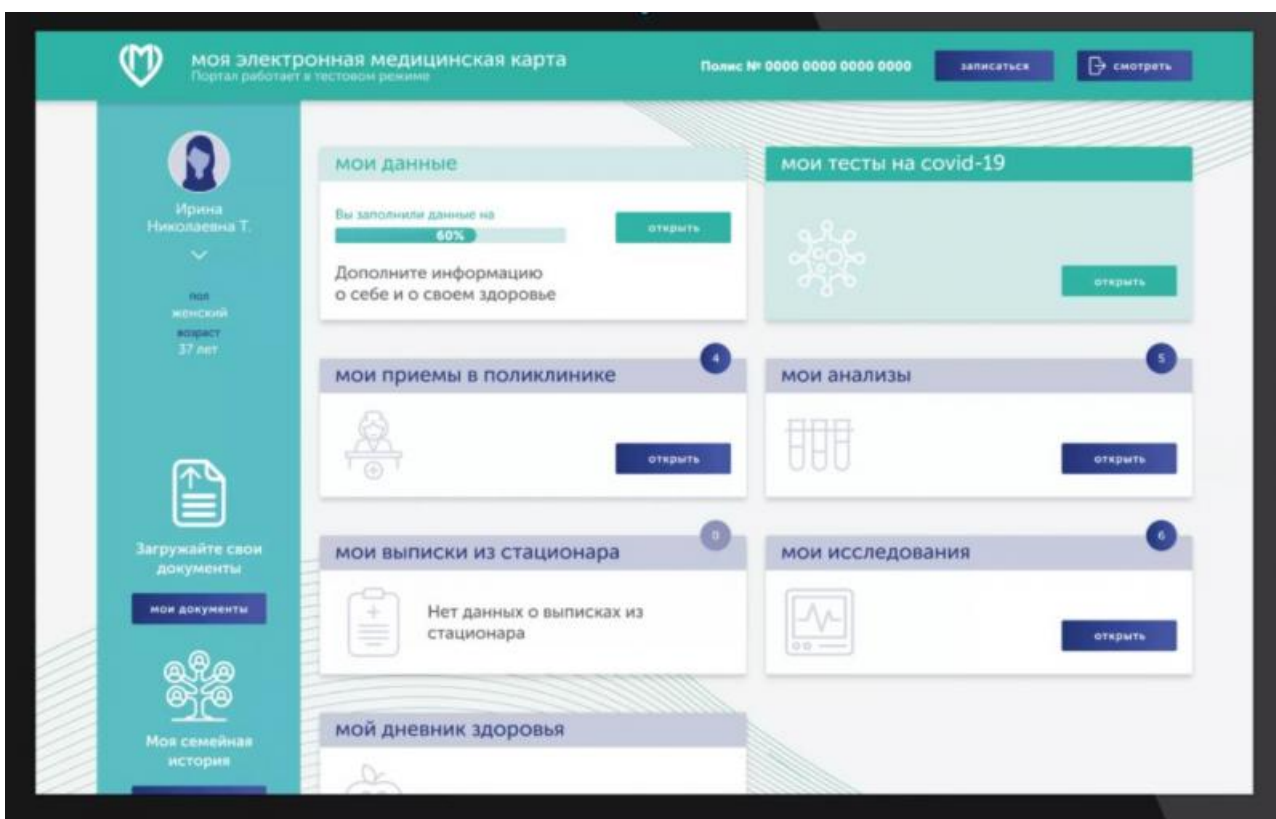 моя электронная медицинская карта
Портал работает в тестовом режиме
Полис № 0000 0000 0000 0000
записаться
смотреть
Ирина
Николаевна Т.
пол
женский
возраст
37 лет
Загружайте свои
документы
мои документы
Моя семейная
история
мои данные
Вы заполнили данные на
60%
открыть
Дополните информацию
о себе и о своем здоровье
мои тесты на covid-19
открыть
мои приемы в поликлинике
4
открыть
мои анализы
5
открыть
мои выписки из стационара
0
Нет данных о выписках из
стационара
мои исследования
6
открыть
мой дневник здоровья